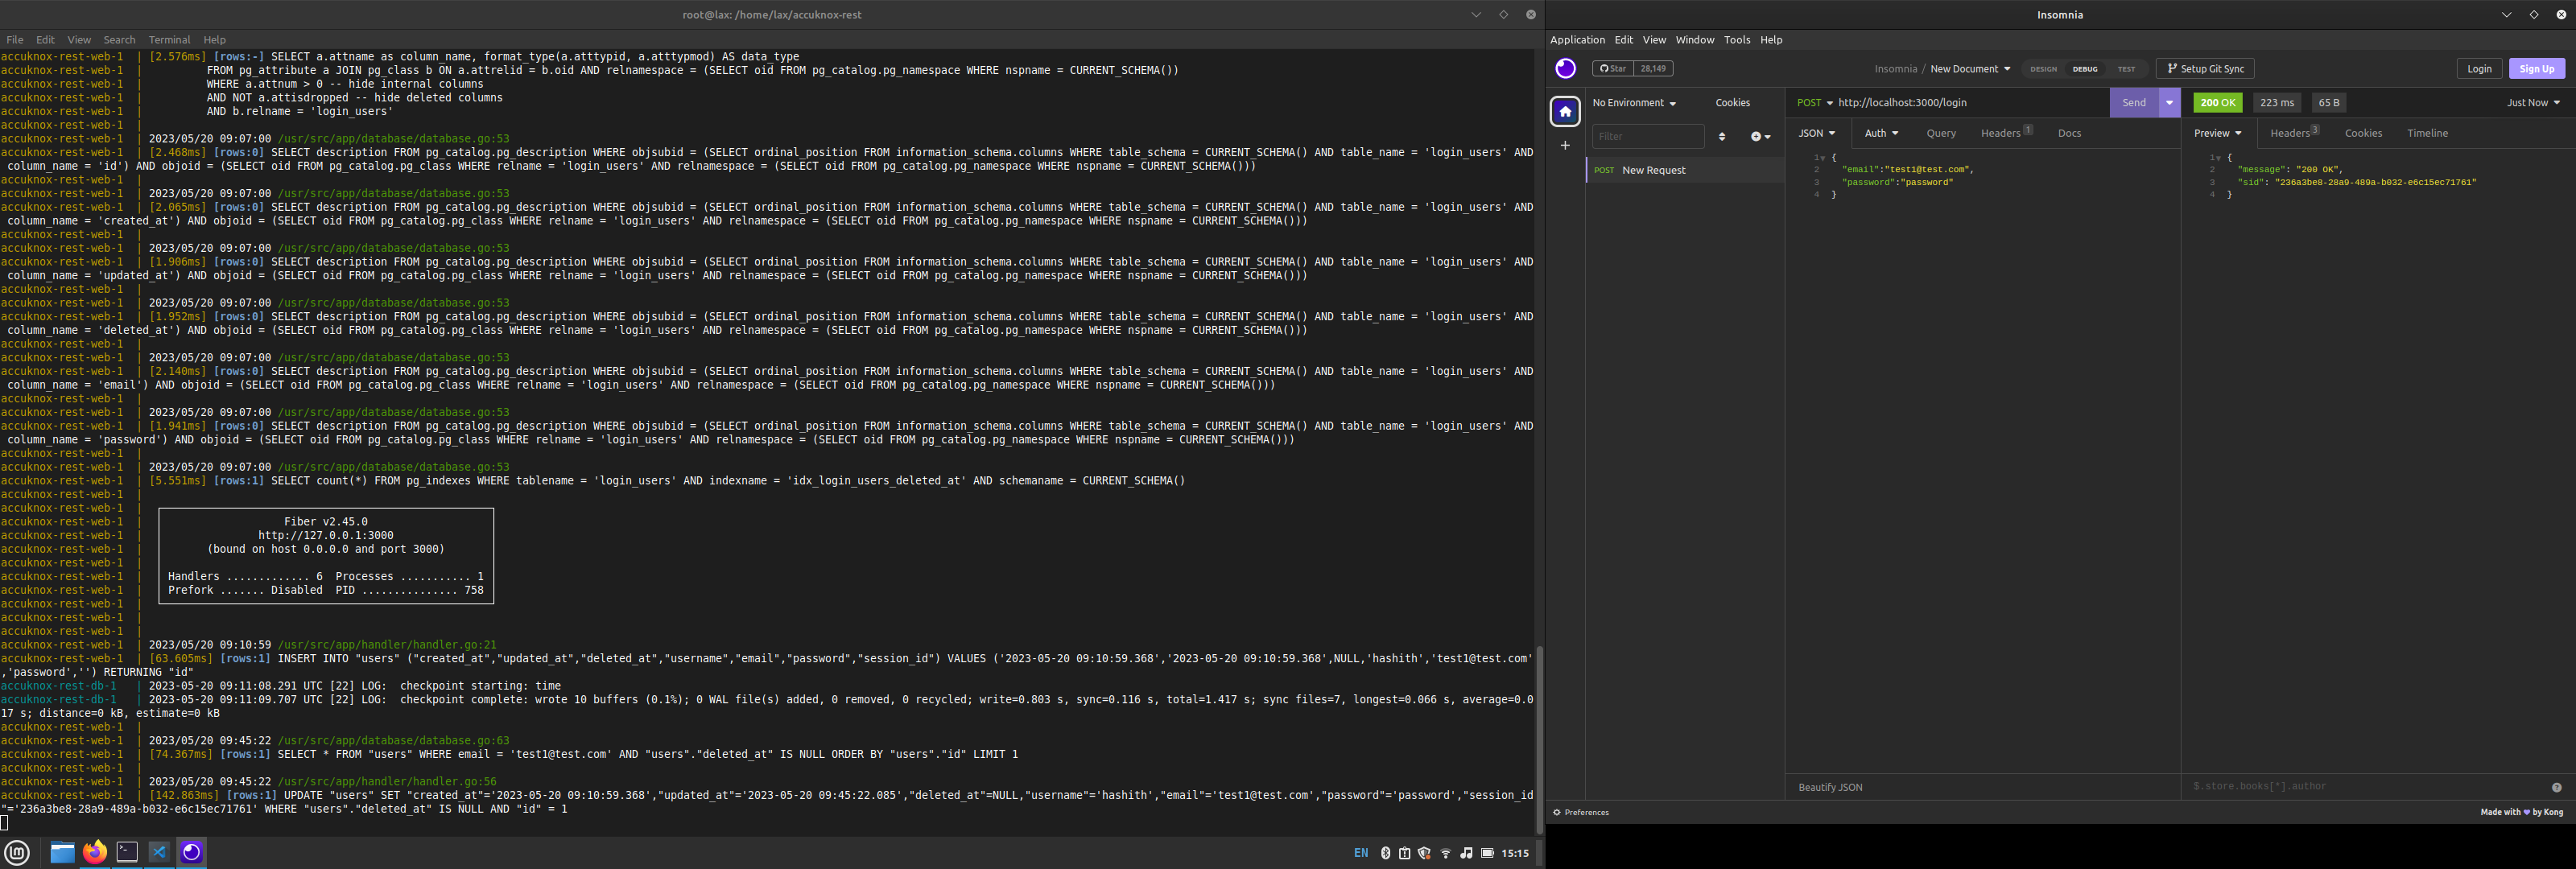 root@lax: /home/lax/accuknox-rest
File Edit View Search Terminal Help
accuknox-rest-web-1 | [2.576ms] [rows:-] SELECT a.attname as column_name, format_type(a.atttypid, a.atttypmod) AS data_type
accuknox-rest-web-1 | FROM pg_attribute a JOIN pg_class b ON a.attrelid = b.oid AND relnamespace = (SELECT oid FROM pg_catalog.pg_namespace WHERE nspname = CURRENT_SCHEMA())
accuknox-rest-web-1 | WHERE a.attnum > 0 -- hide internal columns
accuknox-rest-web-1 | AND NOT a.attisdropped -- hide deleted columns
accuknox-rest-web-1 | AND b.relname = 'login_users'
accuknox-rest-web-1 |
accuknox-rest-web-1 | 2023/05/20 09:07:00 /usr/src/app/database/database.go:53
accuknox-rest-web-1 | [2.468ms] [rows:0] SELECT description FROM pg_catalog.pg_description WHERE objsubid = (SELECT ordinal_position FROM information_schema.columns WHERE table_schema = CURRENT_SCHEMA() AND table_name = 'login_users' AND
column_name = 'id') AND objoid = (SELECT oid FROM pg_catalog.pg_class WHERE relname = 'login_users' AND relnamespace = (SELECT oid FROM pg_catalog.pg_namespace WHERE nspname = CURRENT_SCHEMA()))
accuknox-rest-web-1 |
accuknox-rest-web-1 | 2023/05/20 09:07:00 /usr/src/app/database/database.go:53
accuknox-rest-web-1 | [2.065ms] [rows:0] SELECT description FROM pg_catalog.pg_description WHERE objsubid = (SELECT ordinal_position FROM information_schema.columns WHERE table_schema = CURRENT_SCHEMA() AND table_name = 'login_users' AND
column_name = 'created_at') AND objoid = (SELECT oid FROM pg_catalog.pg_class WHERE relname = 'login_users' AND relnamespace = (SELECT oid FROM pg_catalog.pg_namespace WHERE nspname = CURRENT_SCHEMA()))
accuknox-rest-web-1 |
accuknox-rest-web-1 | 2023/05/20 09:07:00 /usr/src/app/database/database.go:53
accuknox-rest-web-1 | [1.906ms] [rows:0] SELECT description FROM pg_catalog.pg_description WHERE objsubid = (SELECT ordinal_position FROM information_schema.columns WHERE table_schema = CURRENT_SCHEMA() AND table_name = 'login_users' AND
column_name = 'updated_at') AND objoid = (SELECT oid FROM pg_catalog.pg_class WHERE relname = 'login_users' AND relnamespace = (SELECT oid FROM pg_catalog.pg_namespace WHERE nspname = CURRENT_SCHEMA()))
accuknox-rest-web-1 |
accuknox-rest-web-1 | 2023/05/20 09:07:00 /usr/src/app/database/database.go:53
accuknox-rest-web-1 | [1.952ms] [rows:0] SELECT description FROM pg_catalog.pg_description WHERE objsubid = (SELECT ordinal_position FROM information_schema.columns WHERE table_schema = CURRENT_SCHEMA() AND table_name = 'login_users' AND
column_name = 'deleted_at') AND objoid = (SELECT oid FROM pg_catalog.pg_class WHERE relname = 'login_users' AND relnamespace = (SELECT oid FROM pg_catalog.pg_namespace WHERE nspname = CURRENT_SCHEMA()))
accuknox-rest-web-1 |
accuknox-rest-web-1 | 2023/05/20 09:07:00 /usr/src/app/database/database.go:53
accuknox-rest-web-1 | [2.140ms] [rows:0] SELECT description FROM pg_catalog.pg_description WHERE objsubid = (SELECT ordinal_position FROM information_schema.columns WHERE table_schema = CURRENT_SCHEMA() AND table_name = 'login_users' AND
column_name = 'email') AND objoid = (SELECT oid FROM pg_catalog.pg_class WHERE relname = 'login_users' AND relnamespace = (SELECT oid FROM pg_catalog.pg_namespace WHERE nspname = CURRENT_SCHEMA()))
accuknox-rest-web-1 |
accuknox-rest-web-1 | 2023/05/20 09:07:00 /usr/src/app/database/database.go:53
accuknox-rest-web-1 | [1.941ms] [rows:0] SELECT description FROM pg_catalog.pg_description WHERE objsubid = (SELECT ordinal_position FROM information_schema.columns WHERE table_schema = CURRENT_SCHEMA() AND table_name = 'login_users' AND
column_name = 'password') AND objoid = (SELECT oid FROM pg_catalog.pg_class WHERE relname = 'login_users' AND relnamespace = (SELECT oid FROM pg_catalog.pg_namespace WHERE nspname = CURRENT_SCHEMA()))
accuknox-rest-web-1 |
accuknox-rest-web-1 | 2023/05/20 09:07:00 /usr/src/app/database/database.go:53
accuknox-rest-web-1 | [5.551ms] [rows:1] SELECT count(*) FROM pg_indexes WHERE tablename = 'login_users' AND indexname = 'idx_login_users_deleted_at' AND schemaname = CURRENT_SCHEMA()
accuknox-rest-web-1 |
accuknox-rest-web-1 |
accuknox-rest-web-1 | Fiber v2.45.0
accuknox-rest-web-1 | http://127.0.0.1:3000
accuknox-rest-web-1 | (bound on host 0.0.0.0 and port 3000)
accuknox-rest-web-1 |
accuknox-rest-web-1 | Handlers ............. 6 Processes ........... 1
accuknox-rest-web-1 | Prefork ....... Disabled PID ............... 758
accuknox-rest-web-1 |
accuknox-rest-web-1 |
accuknox-rest-web-1 |
accuknox-rest-web-1 | 2023/05/20 09:10:59 /usr/src/app/handler/handler.go:21
accuknox-rest-web-1 | [63.605ms] [rows:1] INSERT INTO "users" ("created_at","updated_at","deleted_at","username","email","password","session_id") VALUES ('2023-05-20 09:10:59.368','2023-05-20 09:10:59.368',NULL,'hashith','test1@test.com'
,'password','') RETURNING "id"
accuknox-rest-db-1 | 2023-05-20 09:11:08.291 UTC [22] LOG: checkpoint starting: time
accuknox-rest-db-1 | 2023-05-20 09:11:09.707 UTC [22] LOG: checkpoint complete: wrote 10 buffers (0.1%); 0 WAL file(s) added, 0 removed, 0 recycled; write=0.803 s, sync=0.116 s, total=1.417 s; sync files=7, longest=0.066 s, average=0.0
17 s; distance=0 kB, estimate=0 kB
accuknox-rest-web-1 |
accuknox-rest-web-1 | 2023/05/20 09:45:22 /usr/src/app/database/database.go:63
accuknox-rest-web-1 | [74.367ms] [rows:1] SELECT * FROM "users" WHERE email = 'test1@test.com' AND "users"."deleted_at" IS NULL ORDER BY "users"."id" LIMIT 1
accuknox-rest-web-1 |
accuknox-rest-web-1 | 2023/05/20 09:45:22 /usr/src/app/handler/handler.go:56
accuknox-rest-web-1 | [142.863ms] [rows:1] UPDATE "users" SET "created_at"='2023-05-20 09:10:59.368',"updated_at"='2023-05-20 09:45:22.085',"deleted_at"=NULL,"username"='hashith',"email"='test1@test.com',"password"='password',"session_id
"='236a3be8-28a9-489a-b032-e6c15ec71761' WHERE "users"."deleted_at" IS NULL AND "id" = 1
EN 15:15
Insomnia
Application Edit View Window Tools Help
Star 28,149
Insomnia / New Document
DESIGN DEBUG TEST
Setup Git Sync
Login Sign Up
No Environment Cookies
Filter
POST New Request
POST http://localhost:3000/login Send
JSON Auth Query Headers 1 Docs
1 {
2 "email":"test1@test.com",
3 "password":"password"
4 }
Beautify JSON
200 OK 223 ms 65 B Just Now
Preview Headers 3 Cookies Timeline
1 {
2 "message": "200 OK",
3 "sid": "236a3be8-28a9-489a-b032-e6c15ec71761"
4 }
$.store.books[*].author
Preferences
Made with ♥ by Kong